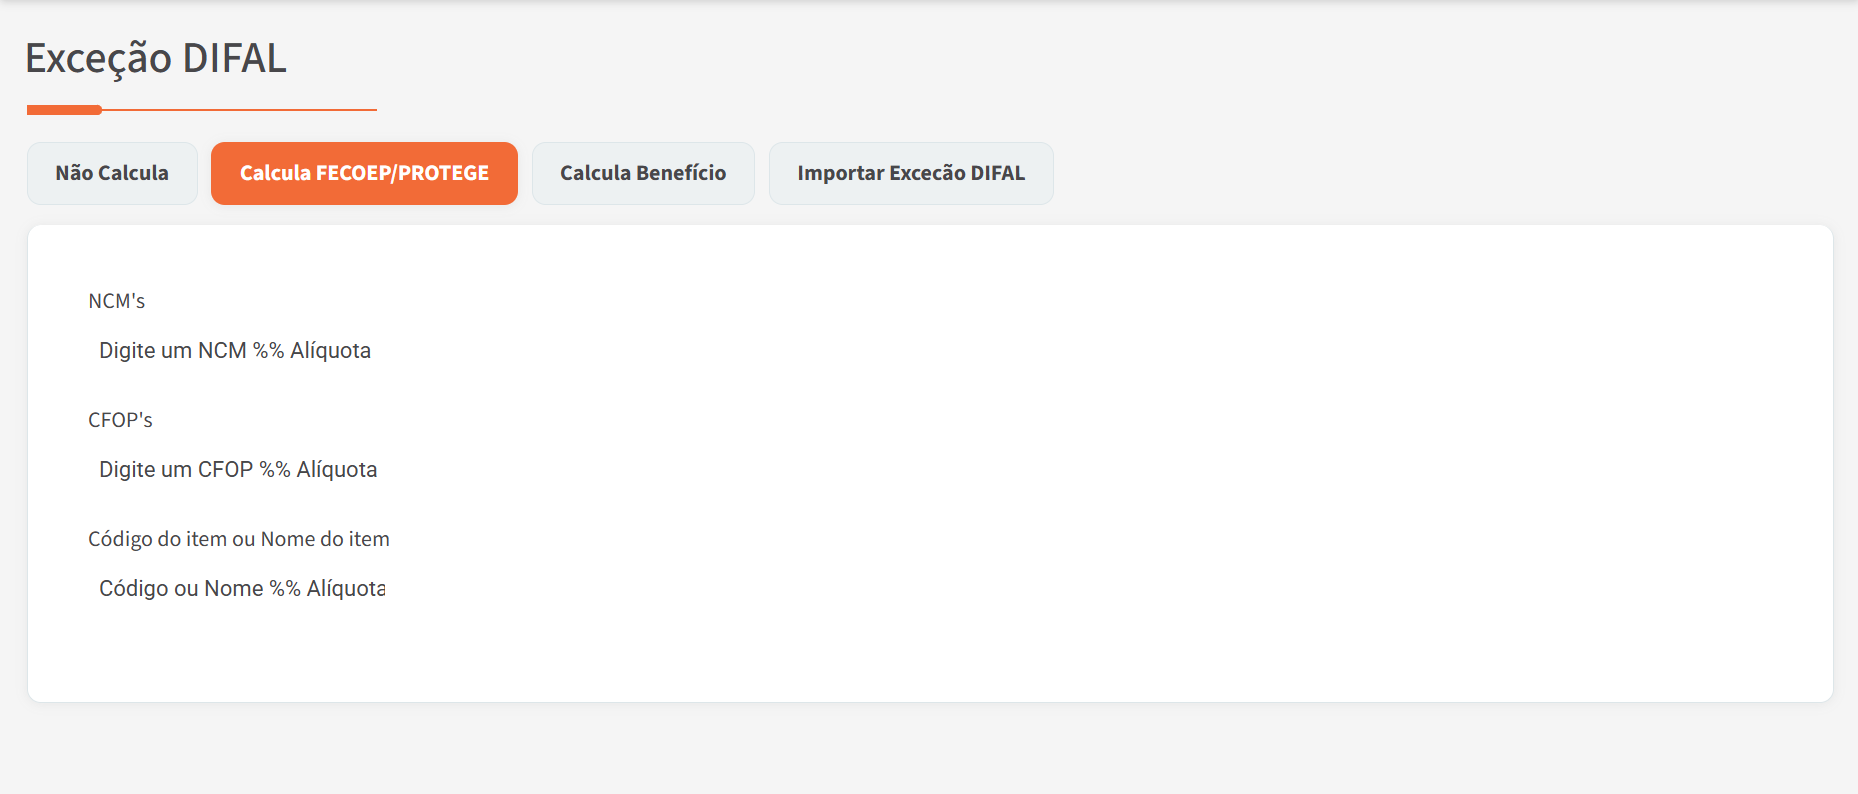 Exceção DIFAL
Não Calcula
Calcula FECOEP/PROTEGE
Calcula Benefício
Importar Excecão DIFAL
NCM's
Digite um NCM %% Alíquota
CFOP's
Digite um CFOP %% Alíquota
Código do item ou Nome do item
Código ou Nome %% Alíquota